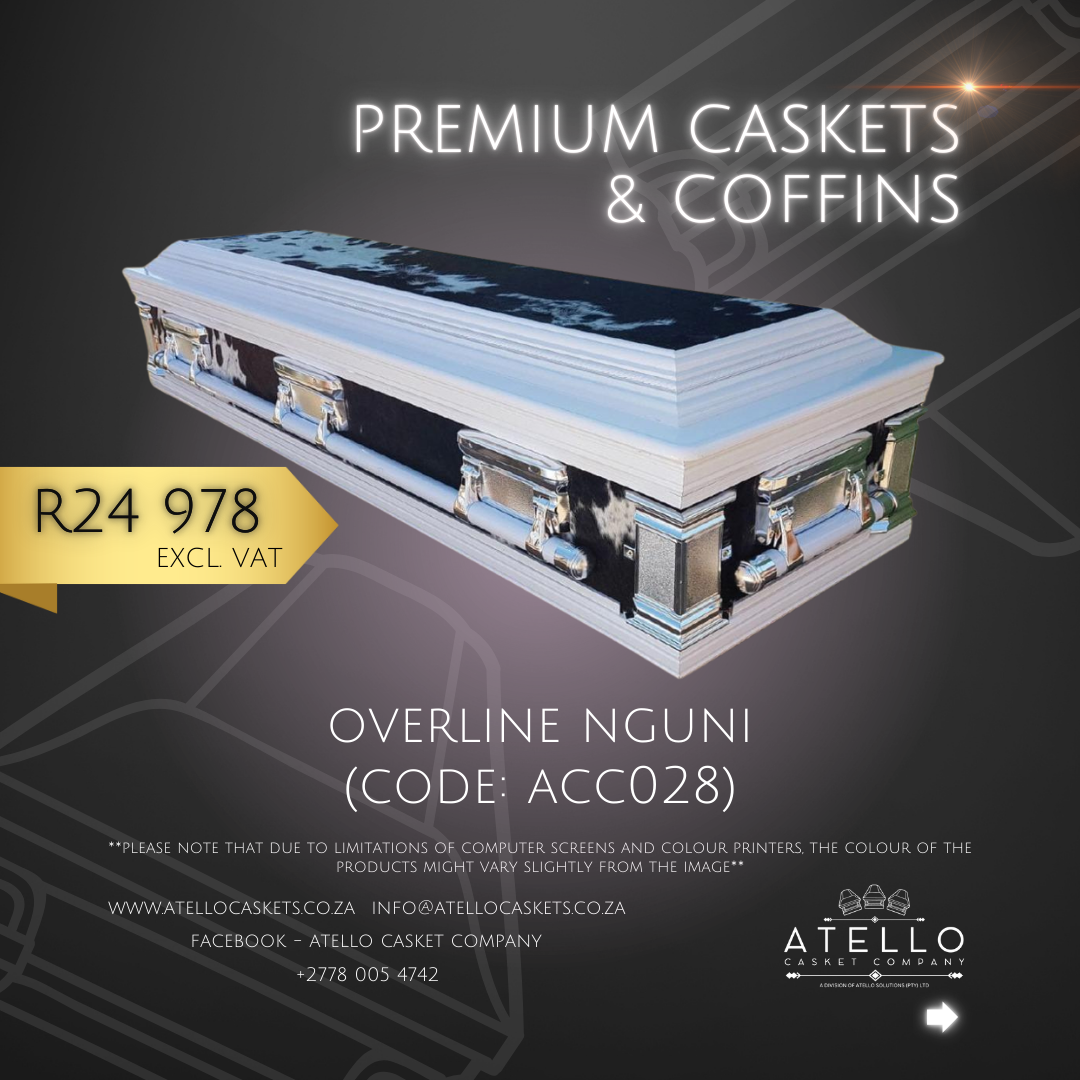 PREMIUM CASKETS
& COFFINS
R24 978
EXCL. VAT
OVERLINE NGUNI
(CODE: ACC028)
**PLEASE NOTE THAT DUE TO LIMITATIONS OF COMPUTER SCREENS AND COLOUR PRINTERS, THE COLOUR OF THE
PRODUCTS MIGHT VARY SLIGHTLY FROM THE IMAGE**
WWW.ATELLOCASKETS.CO.ZA INFO@ATELLOCASKETS.CO.ZA
FACEBOOK - ATELLO CASKET COMPANY
+2778 005 4742
ATELLO
CASKET COMPANY
A DIVISION OF ATELLO SOLUTIONS (PTY) LTD